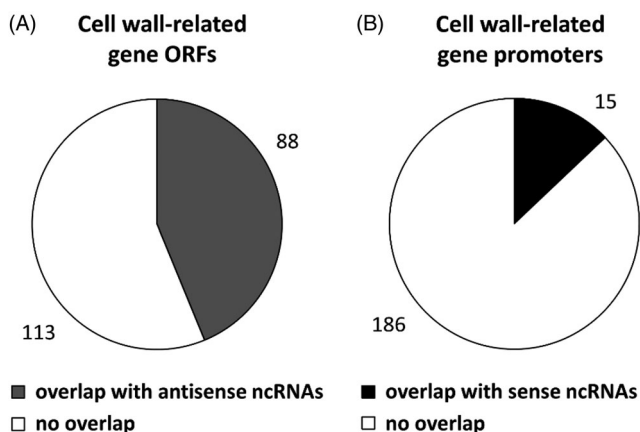 (A)
Cell wall-related
gene ORFs
88
113
overlap with antisense ncRNAs
no overlap
(B)
Cell wall-related
gene promoters
15
186
overlap with sense ncRNAs
no overlap